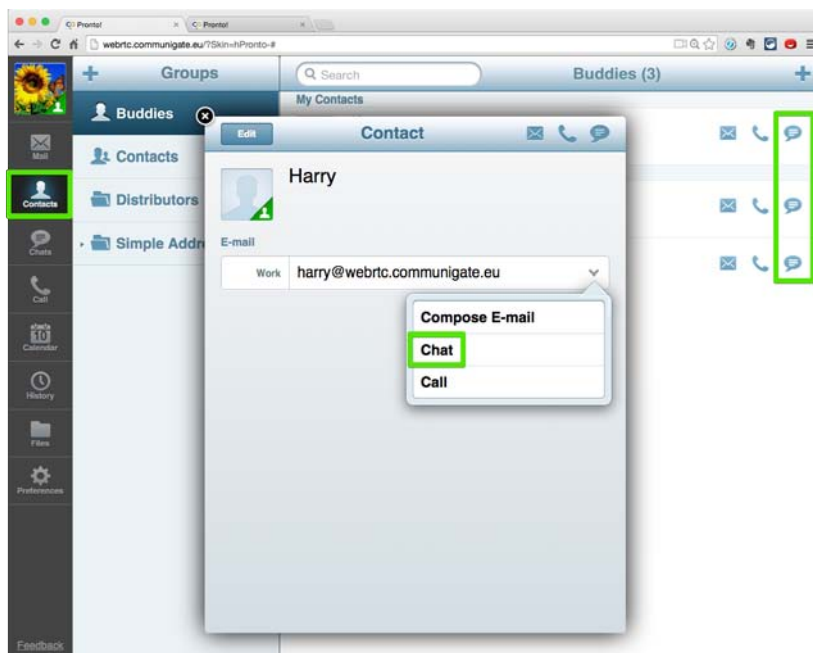 Pronto!
Pronto!
webrtc.communigate.eu/?Skin=hPronto-#
Groups
Search
Buddies (3)
Buddies
My Contacts
Edit
Contact
Mail
Contacts
Harry
Contacts
Distributors
Simple Addre
E-mail
Chats
Work harry@webrtc.communigate.eu
Compose E-mail
Call
Chat
10
Calendar
Call
History
Files
Preferences
Feedback